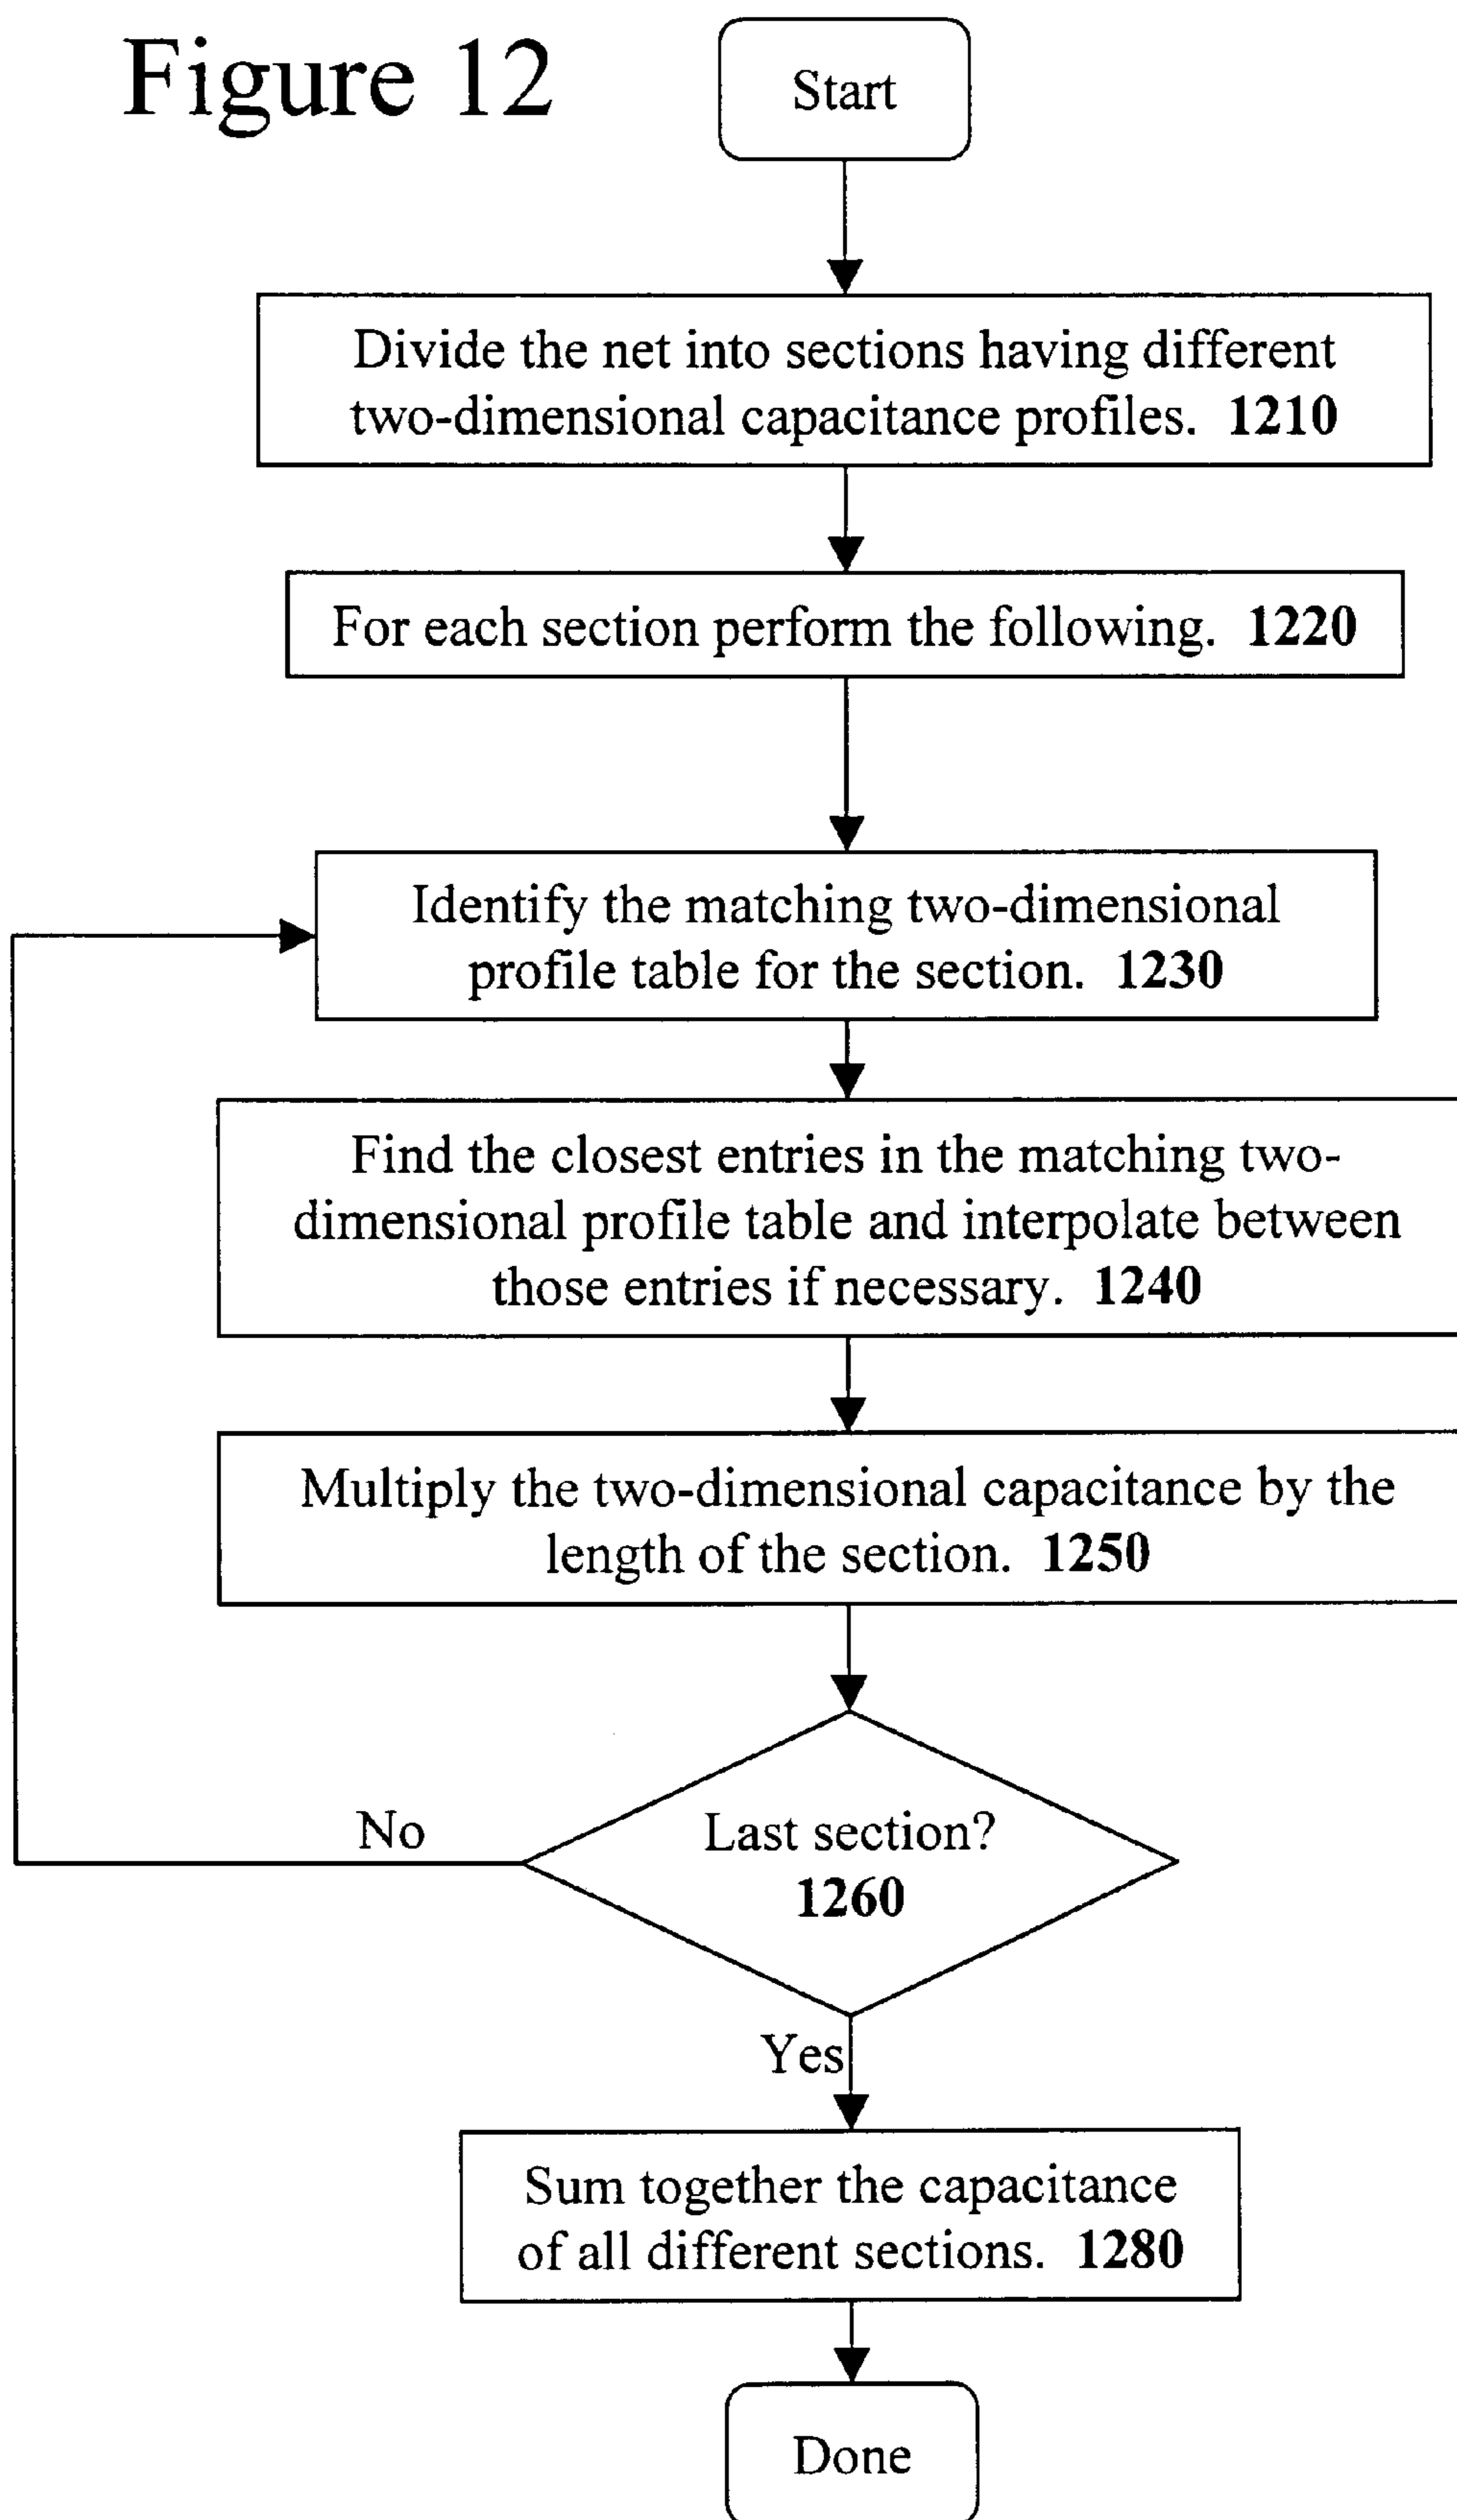 Figure 12
Start
Divide the net into sections having different
two-dimensional capacitance profiles. 1210
For each section perform the following. 1220
Identify the matching two-dimensional
profile table for the section. 1230
Find the closest entries in the matching two-
dimensional profile table and interpolate between
those entries if necessary. 1240
Multiply the two-dimensional capacitance by the
length of the section. 1250
Last section?
1260
No
Yes
Sum together the capacitance
of all different sections. 1280
Done